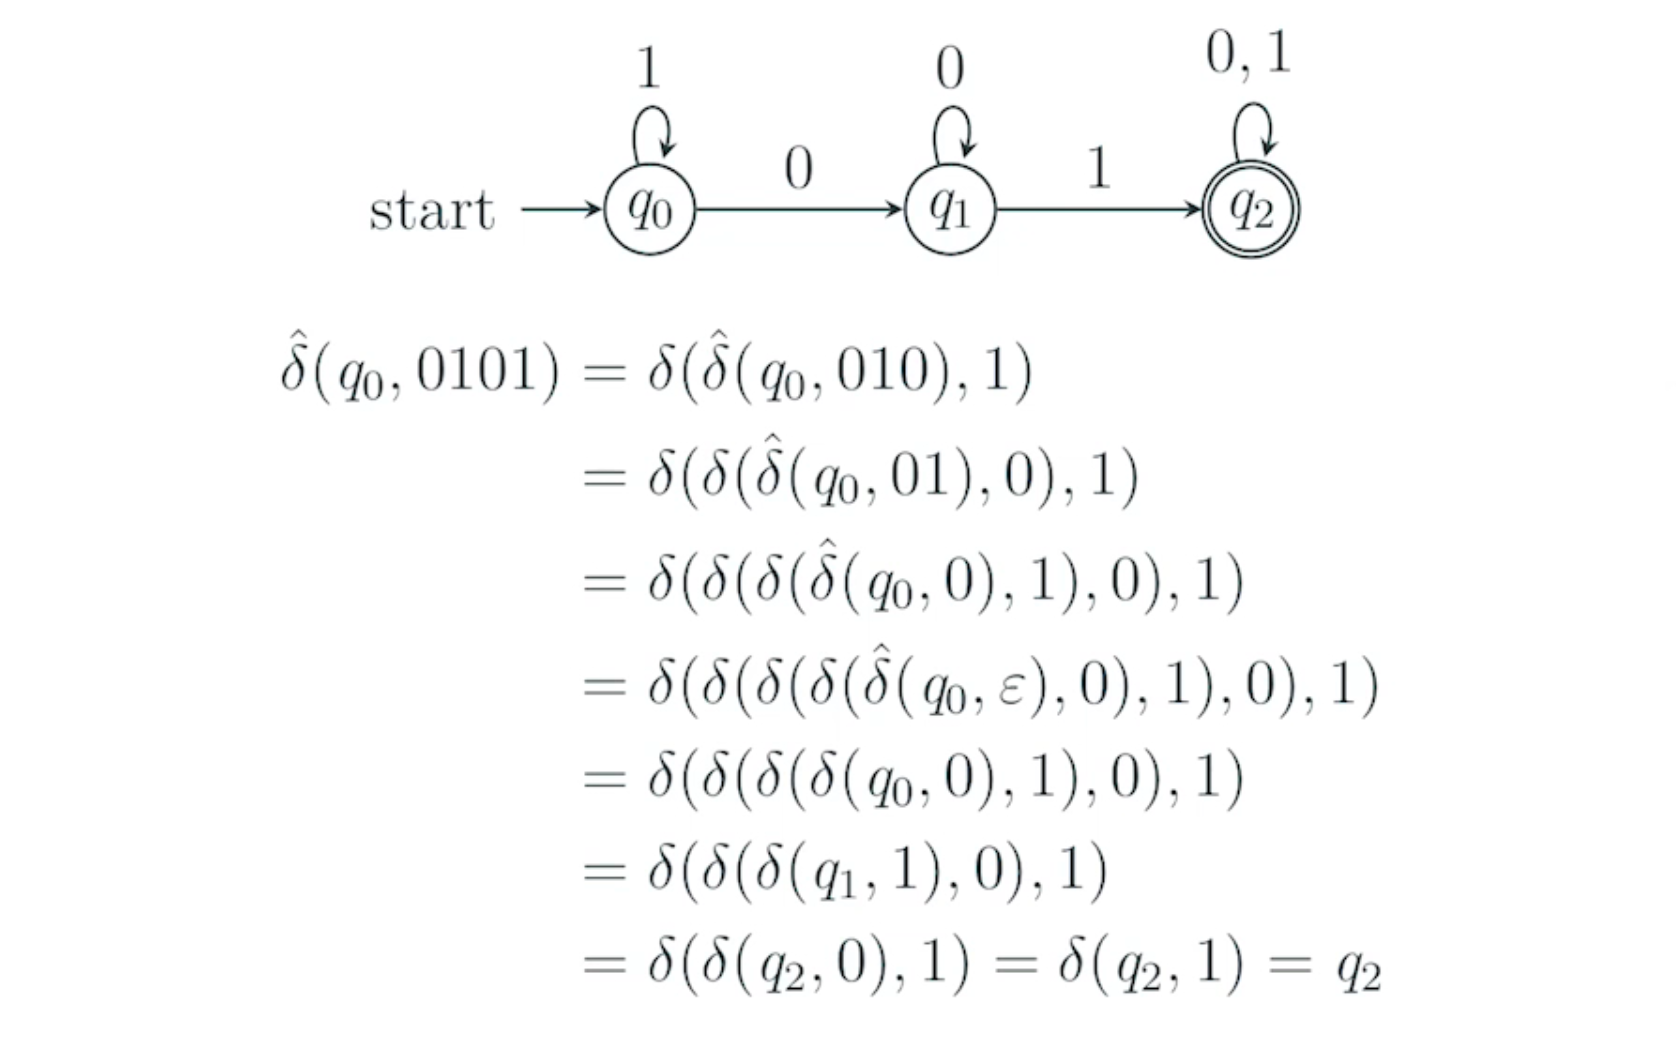 1 0 0, 1
start q₀ 0 q₁ 1 q₂
δ̂(q₀, 0101) = δ(δ̂(q₀, 010), 1)
= δ(δ(δ̂(q₀, 01), 0), 1)
= δ(δ(δ(δ̂(q₀, 0), 1), 0), 1)
= δ(δ(δ(δ(δ̂(q₀, ε), 0), 1), 0), 1)
= δ(δ(δ(δ(q₀, 0), 1), 0), 1)
= δ(δ(δ(q₁, 1), 0), 1)
= δ(δ(q₂, 0), 1) = δ(q₂, 1) = q₂